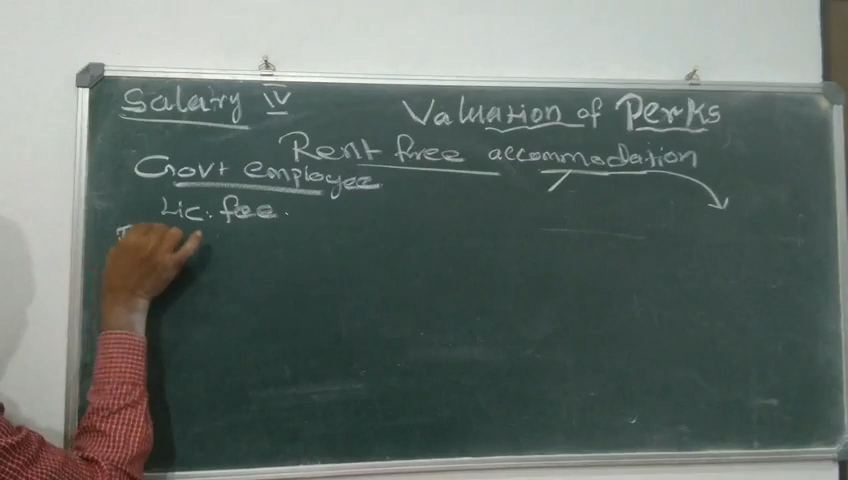 Salary IV
Valuation of Perks
Rent free accommodation
Govt employee
Lic. fee.